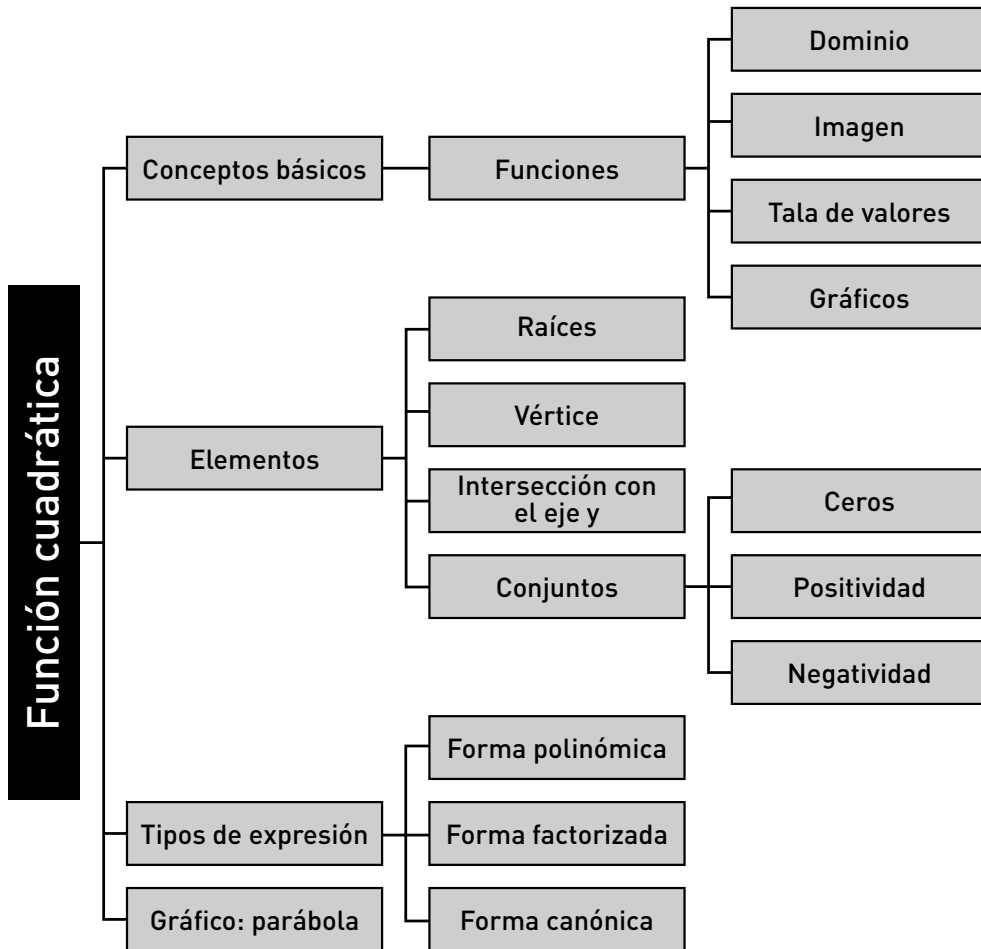 Función cuadrática
Conceptos básicos
Funciones
Dominio
Imagen
Tala de valores
Gráficos
Elementos
Raíces
Vértice
Intersección con
el eje y
Conjuntos
Ceros
Positividad
Negatividad
Tipos de expresión
Forma polinómica
Forma factorizada
Forma canónica
Gráfico: parábola